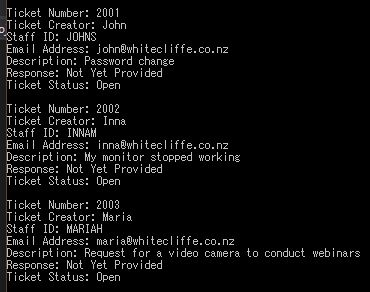 Ticket Number: 2001
Ticket Creator: John
Staff ID: JOHNS
Email Address: john@whitecliffe.co.nz
Description: Password change
Response: Not Yet Provided
Ticket Status: Open
Ticket Number: 2002
Ticket Creator: Inna
Staff ID: INNAM
Email Address: inna@whitecliffe.co.nz
Description: My monitor stopped working
Response: Not Yet Provided
Ticket Status: Open
Ticket Number: 2003
Ticket Creator: Maria
Staff ID: MARIAH
Email Address: maria@whitecliffe.co.nz
Description: Request for a video camera to conduct webinars
Response: Not Yet Provided
Ticket Status: Open